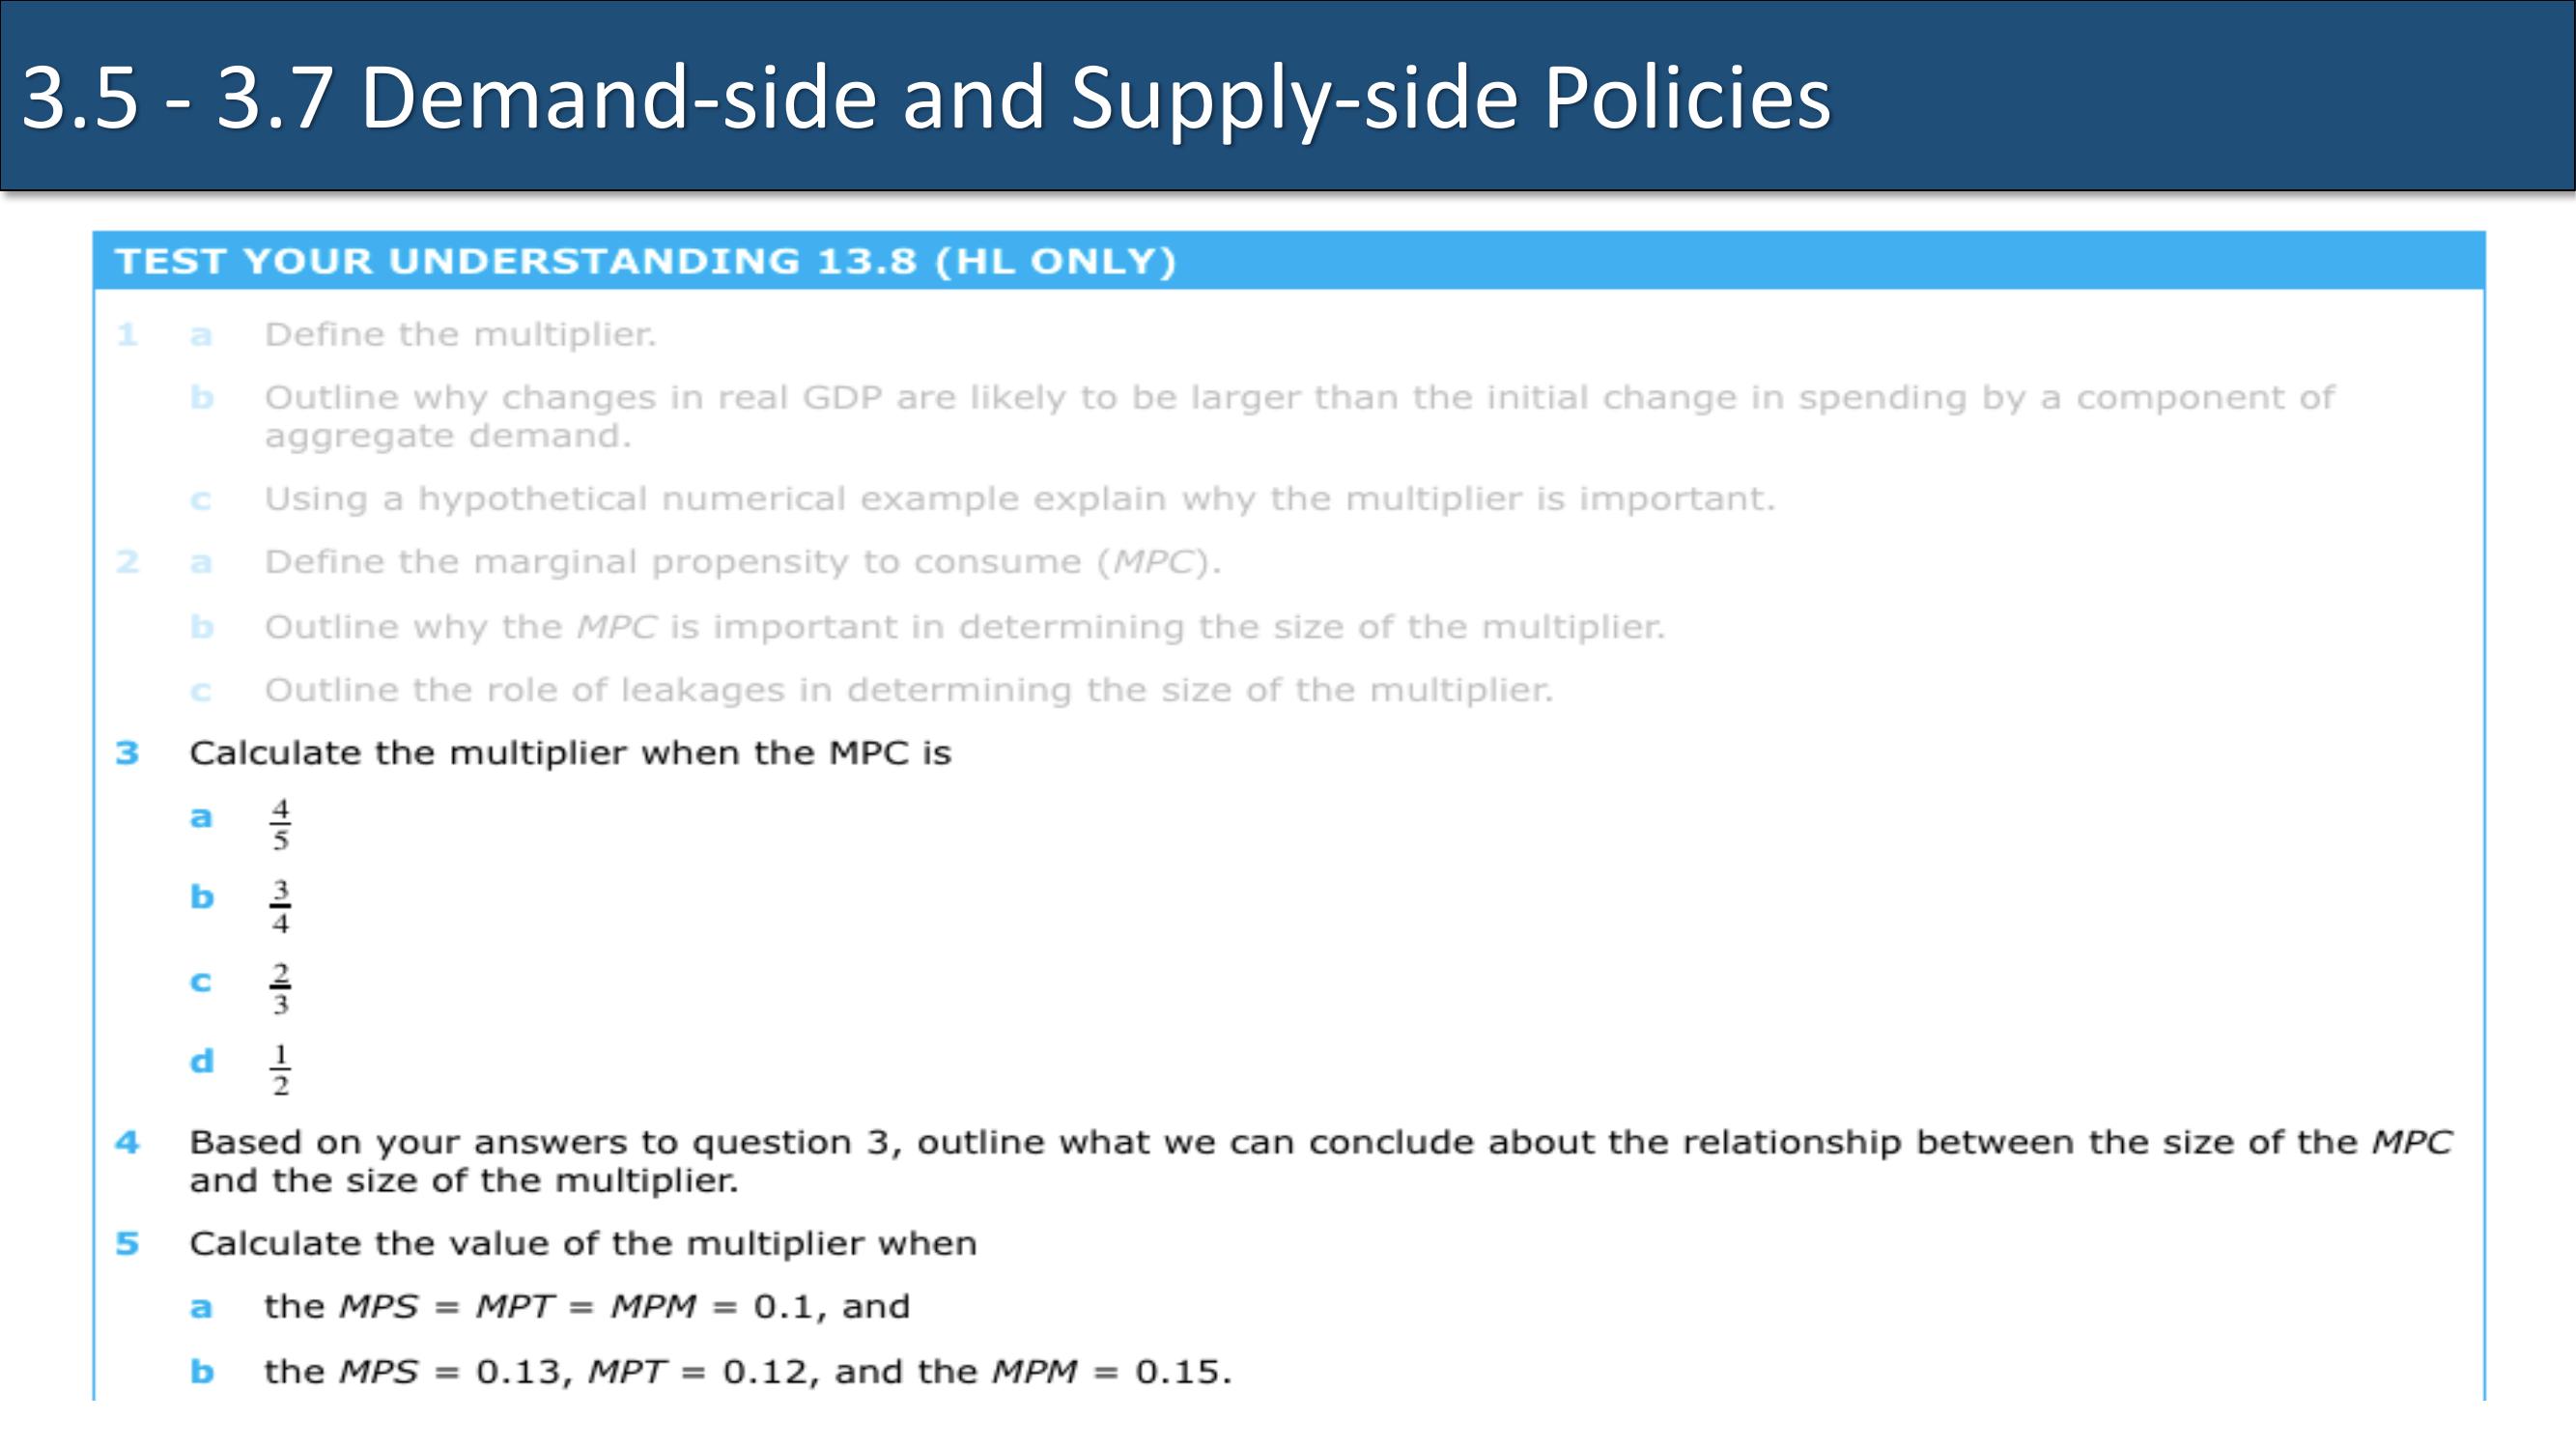 3.5 - 3.7 Demand-side and Supply-side Policies
TEST YOUR UNDERSTANDING 13.8 (HL ONLY)
1 a Define the multiplier.
b Outline why changes in real GDP are likely to be larger than the initial change in spending by a component of
aggregate demand.
c Using a hypothetical numerical example explain why the multiplier is important.
2 a Define the marginal propensity to consume (MPC).
b Outline why the MPC is important in determining the size of the multiplier.
c Outline the role of leakages in determining the size of the multiplier.
3 Calculate the multiplier when the MPC is
a 4/5
b 3/4
c 2/3
d 1/2
4 Based on your answers to question 3, outline what we can conclude about the relationship between the size of the MPC
and the size of the multiplier.
5 Calculate the value of the multiplier when
a the MPS = MPT = MPM = 0.1, and
b the MPS = 0.13, MPT = 0.12, and the MPM = 0.15.